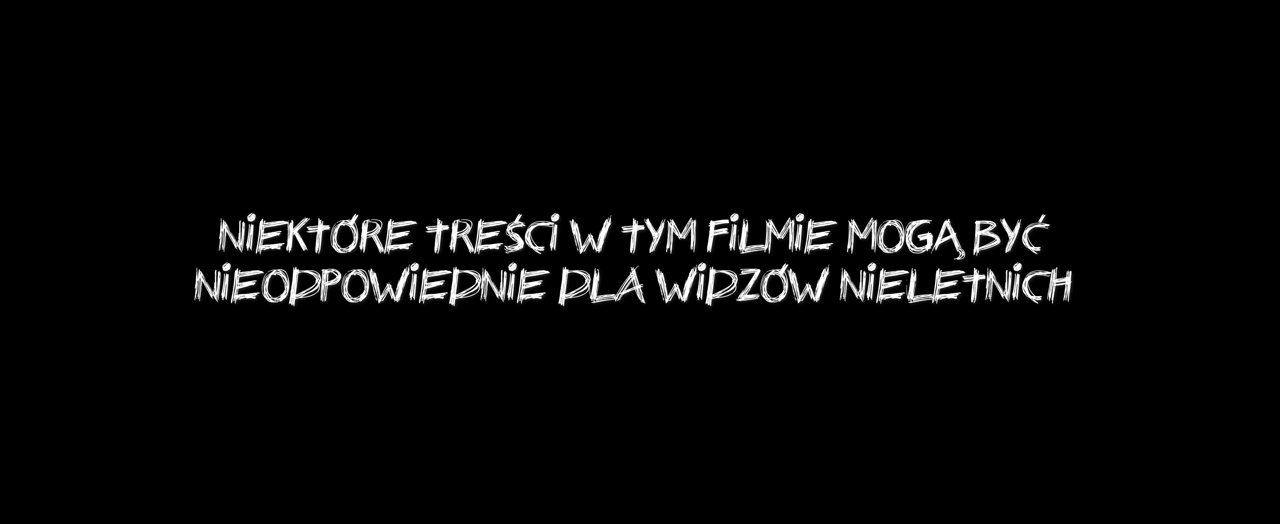 NiEKTÓRE TREŚCi W TYM FiLMiE MOGĄ BYĆ
NiEODPOWiEDNiE DLA WiDZÓW NiELETNiCH